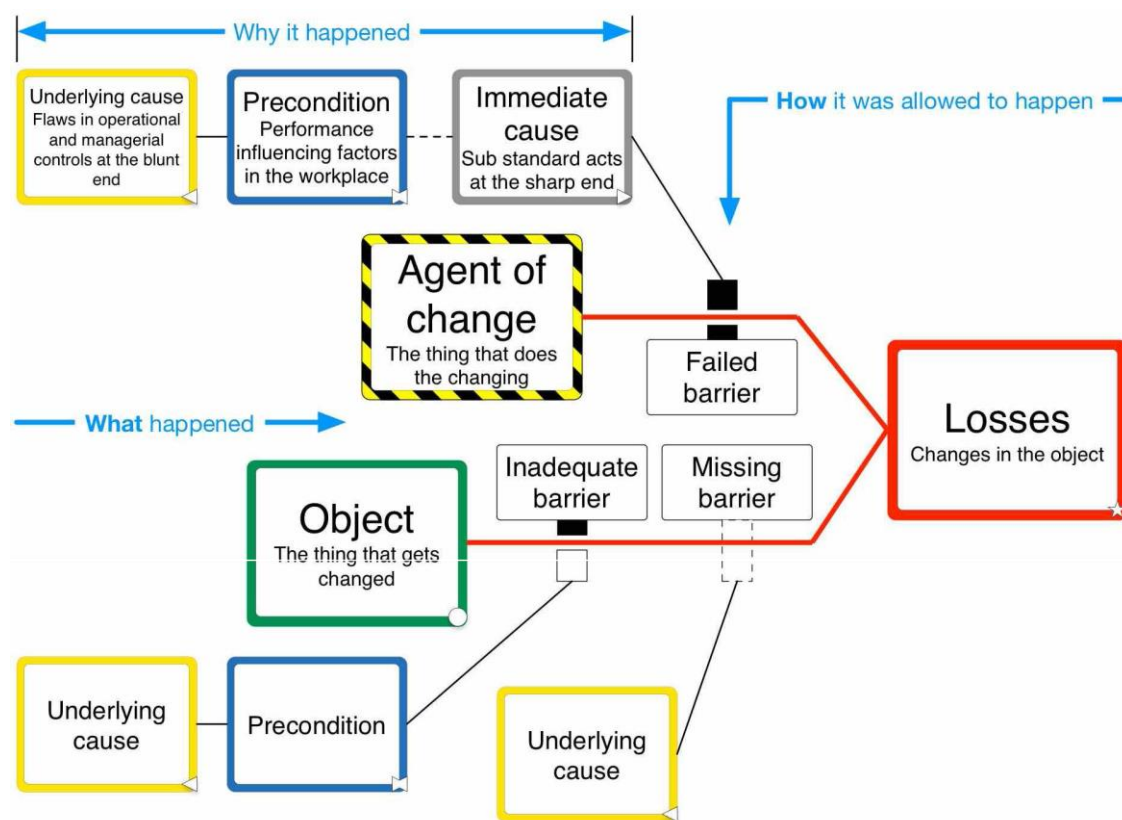 Why it happened
Underlying cause
Flaws in operational
and managerial
controls at the blunt
end
Precondition
Performance
influencing factors
in the workplace
Immediate
cause
Sub standard acts
at the sharp end
How it was allowed to happen
Agent of
change
The thing that does
the changing
Failed
barrier
What happened
Losses
Changes in the object
Inadequate
barrier
Missing
barrier
Object
The thing that gets
changed
Underlying
cause
Precondition
Underlying
cause